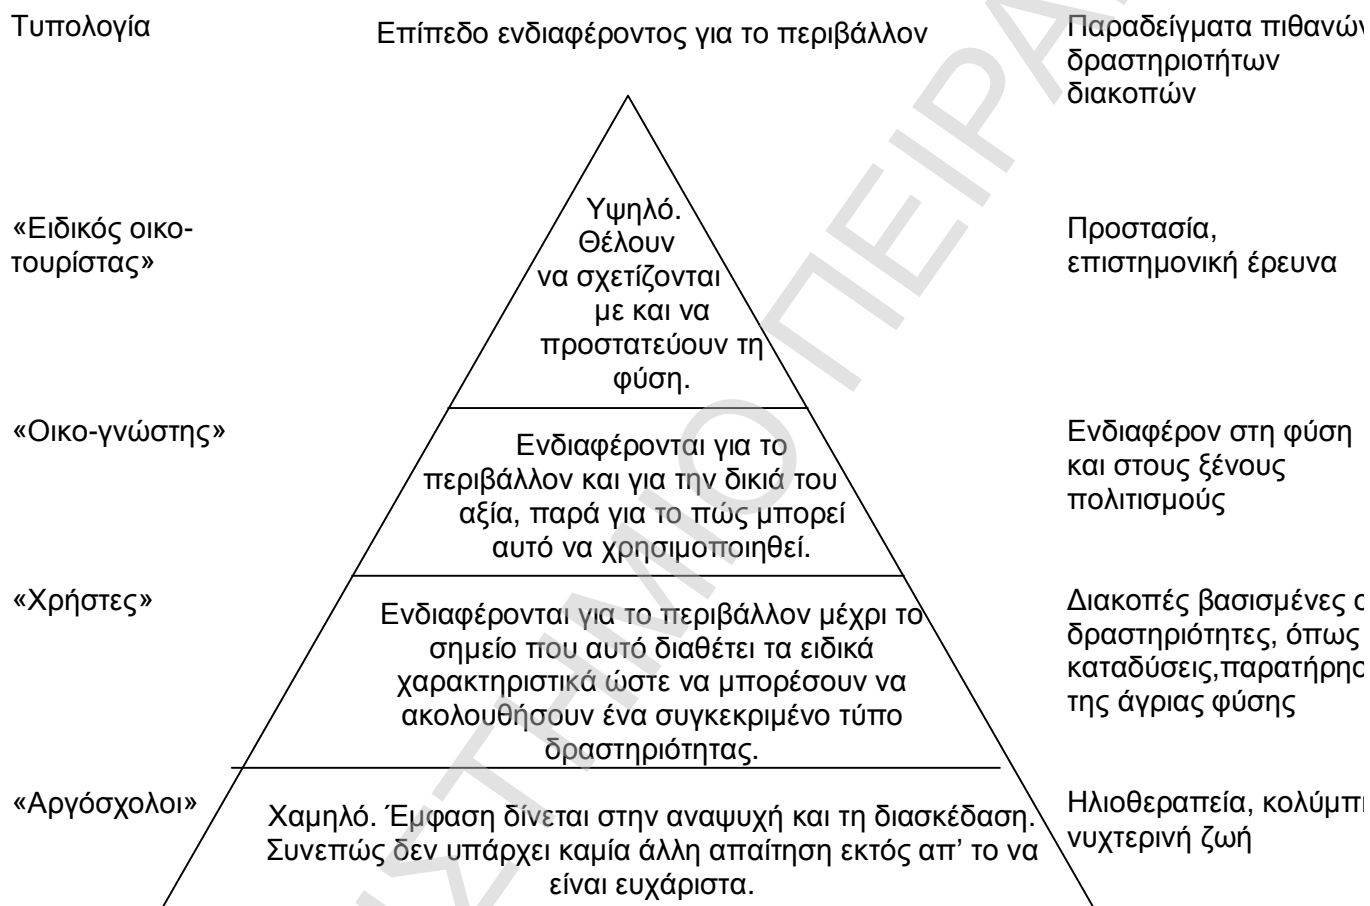 Τυπολογία
Επίπεδο ενδιαφέροντος για το περιβάλλον
Παραδείγματα πιθανών
δραστηριοτήτων
διακοπών
«Ειδικός οικο-
τουρίστας»
Υψηλό.
Θέλουν
να σχετίζονται
με και να
προστατεύουν τη
φύση.
Προστασία,
επιστημονική έρευνα
«Οικο-γνώστης»
Ενδιαφέρονται για το
περιβάλλον και για την δικιά του
αξία, παρά για το πώς μπορεί
αυτό να χρησιμοποιηθεί.
Ενδιαφέρον στη φύση
και στους ξένους
πολιτισμούς
«Χρήστες»
Ενδιαφέρονται για το περιβάλλον μέχρι το
σημείο που αυτό διαθέτει τα ειδικά
χαρακτηριστικά ώστε να μπορέσουν να
ακολουθήσουν ένα συγκεκριμένο τύπο
δραστηριότητας.
Διακοπές βασισμένες
δραστηριότητες, όπως
καταδύσεις,
της άγριας φύσης
«Αργόσχολοι»
Χαμηλό. Έμφαση δίνεται στην αναψυχή και τη διασκέδαση.
Συνεπώς δεν υπάρχει καμία άλλη απαίτηση εκτός απ’ το να
είναι ευχάριστα.
Ηλιοθεραπεία,
νυχτερινή ζωή